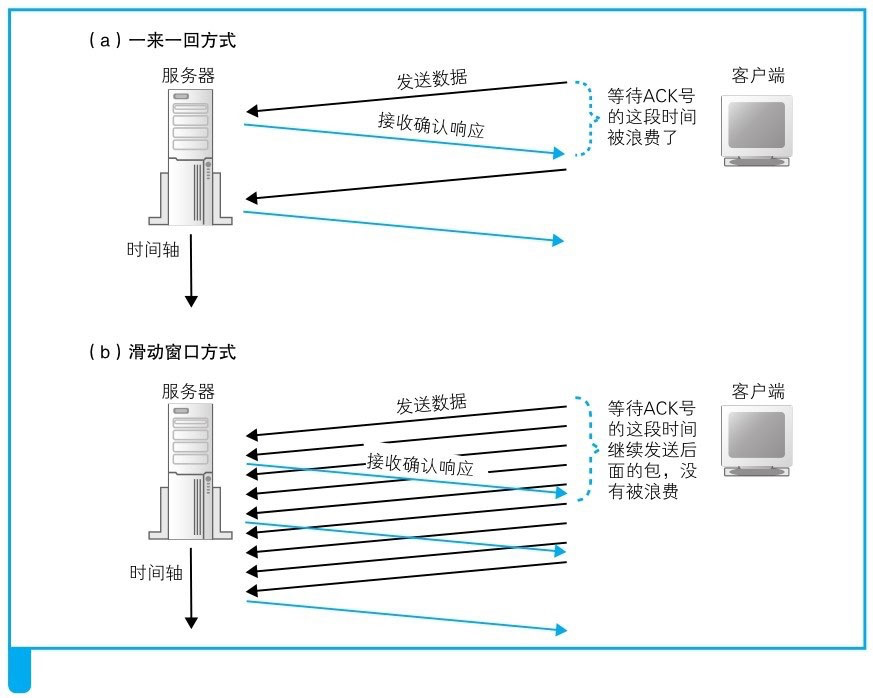 （a）一来一回方式
服务器
发送数据
客户端
接收确认响应
等待ACK号
的这段时间
被浪费了
时间轴
（b）滑动窗口方式
服务器
发送数据
客户端
接收确认响应
等待ACK号
的这段时间
继续发送后
面的包，没
有被浪费
时间轴